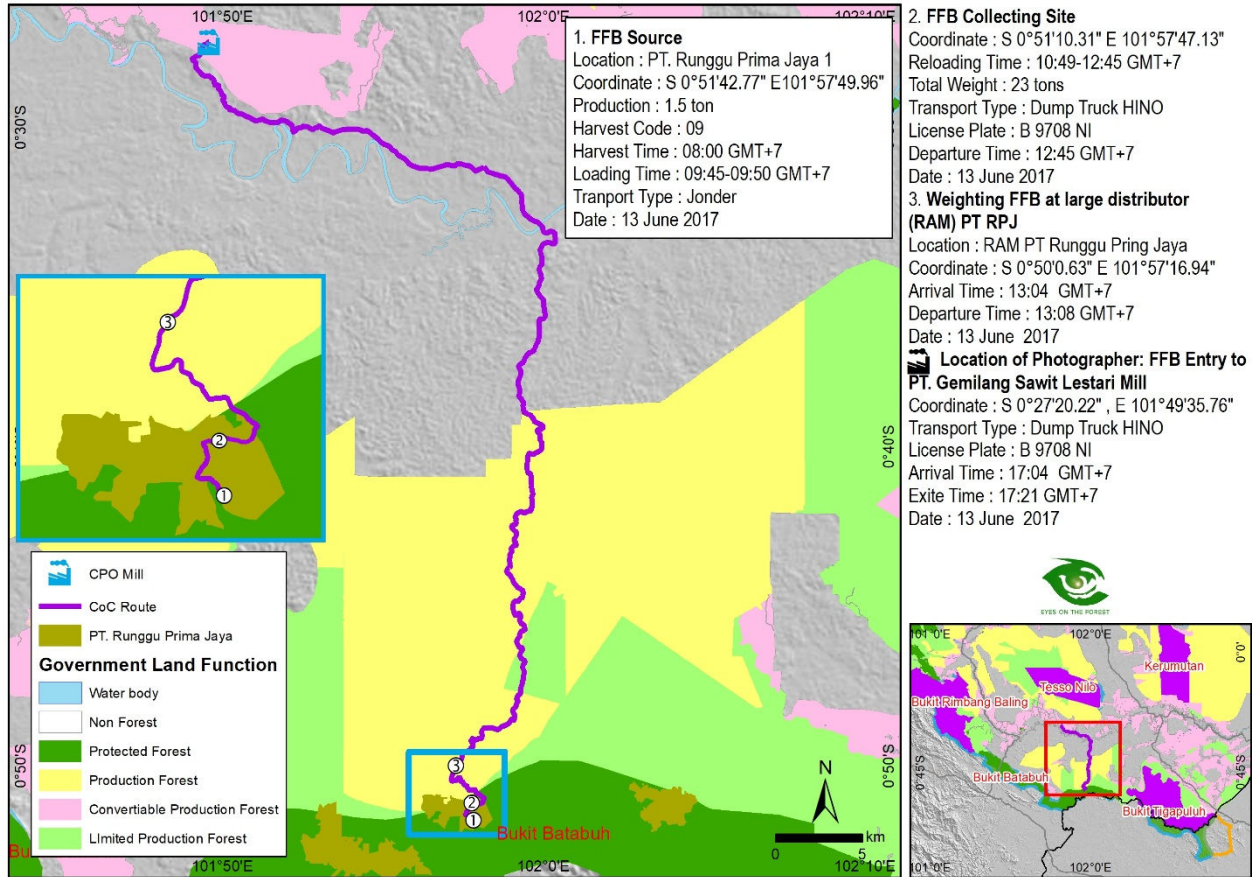 101°50'E
102°0'E
102°10'E
0°30'S
0°40'S
0°40'S
0°50'S
0°50'S
101°50'E
102°0'E
102°10'E
1. FFB Source
Location : PT. Runggu Prima Jaya 1
Coordinate : S 0°51'42.77" E101°57'49.96"
Production : 1.5 ton
Harvest Code : 09
Harvest Time : 08:00 GMT+7
Loading Time : 09:45-09:50 GMT+7
Tranport Type : Jonder
Date : 13 June 2017
3
2
1
CPO Mill
CoC Route
PT. Runggu Prima Jaya
Government Land Function
Water body
Non Forest
Protected Forest
Production Forest
Convertiable Production Forest
LImited Production Forest
3
2
1
Bukit Batabuh
N
0 5 km
2. FFB Collecting Site
Coordinate : S 0°51'10.31" E 101°57'47.13"
Reloading Time : 10:49-12:45 GMT+7
Total Weight : 23 tons
Transport Type : Dump Truck HINO
License Plate : B 9708 NI
Departure Time : 12:45 GMT+7
Date : 13 June 2017
3. Weighting FFB at large distributor
(RAM) PT RPJ
Location : RAM PT Runggu Pring Jaya
Coordinate : S 0°50'0.63" E 101°57'16.94"
Arrival Time : 13:04 GMT+7
Departure Time : 13:08 GMT+7
Date : 13 June 2017
Location of Photographer: FFB Entry to
PT. Gemilang Sawit Lestari Mill
Coordinate : S 0°27'20.22" , E 101°49'35.76"
Transport Type : Dump Truck HINO
License Plate : B 9708 NI
Arrival Time : 17:04 GMT+7
Exite Time : 17:21 GMT+7
Date : 13 June 2017
EYES ON THE FOREST
101°0'E
102°0'E
0°0'
Kerumutan
Tesso Nilo
Bukit Rimbang Baling
Bukit Batabuh
Bukit Tigapuluh
0°45'S
0°45'S
101°0'E
102°0'E